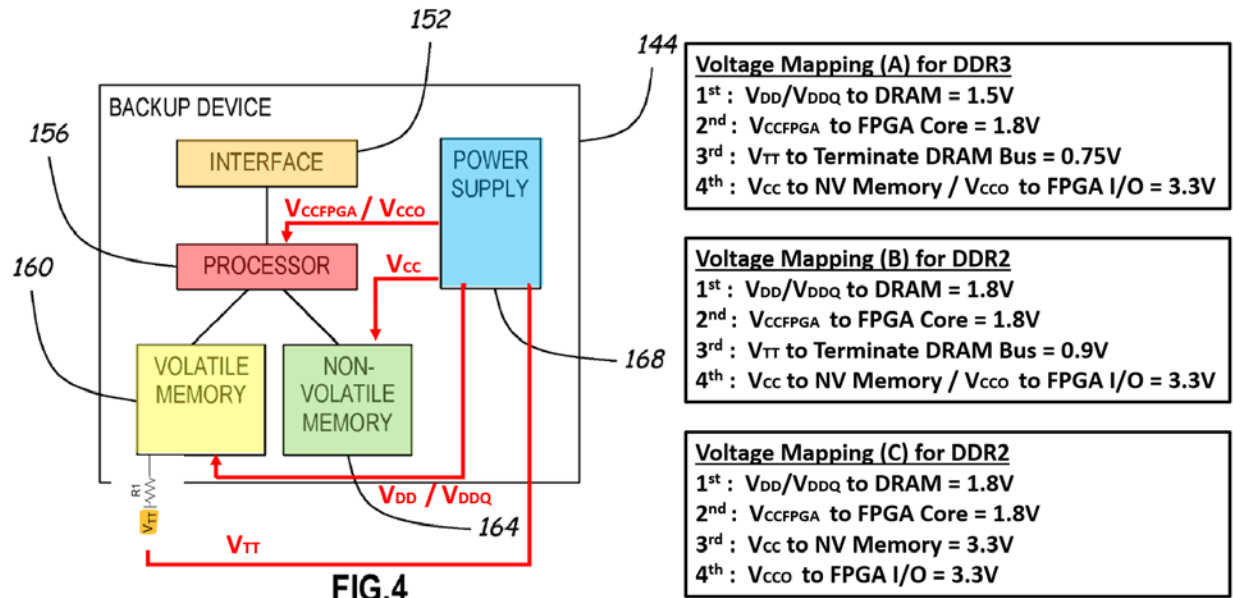 152
144
BACKUP DEVICE
156
INTERFACE
POWER
SUPPLY
VCCFPGA / VCCO
160
PROCESSOR
VCC
VOLATILE
MEMORY
NON-
VOLATILE
MEMORY
168
R1
VTT
VDD / VDDQ
164
VTT
FIG.4
Voltage Mapping (A) for DDR3
1st : VDD/VDDQ to DRAM = 1.5V
2nd : VCCFPGA to FPGA Core = 1.8V
3rd : VTT to Terminate DRAM Bus = 0.75V
4th : VCC to NV Memory / VCCO to FPGA I/O = 3.3V
Voltage Mapping (B) for DDR2
1st : VDD/VDDQ to DRAM = 1.8V
2nd : VCCFPGA to FPGA Core = 1.8V
3rd : VTT to Terminate DRAM Bus = 0.9V
4th : VCC to NV Memory / VCCO to FPGA I/O = 3.3V
Voltage Mapping (C) for DDR2
1st : VDD/VDDQ to DRAM = 1.8V
2nd : VCCFPGA to FPGA Core = 1.8V
3rd : VCC to NV Memory = 3.3V
4th : VCCO to FPGA I/O = 3.3V